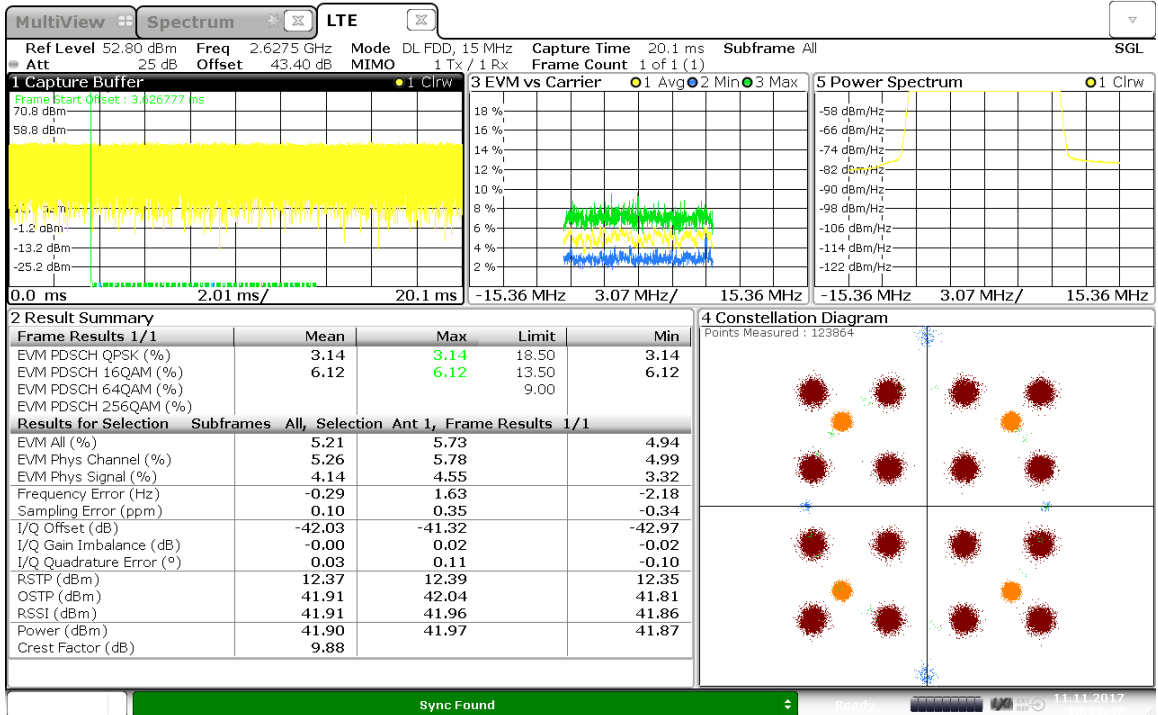 MultiView Spectrum LTE
Ref Level 52.80 dBm Freq 2.6275 GHz Mode DL FDD, 15 MHz Capture Time 20.1 ms Subframe All SGL
Att 25 dB Offset 43.40 dB MIMO 1 Tx / 1 Rx Frame Count 1 of 1 (1)
1 Capture Buffer 1 Clrw
Frame Start Offset : 3.626777 ms
70.8 dBm
58.8 dBm
-1.2 dBm
-13.2 dBm
-25.2 dBm
0.0 ms 2.01 ms/ 20.1 ms
3 EVM vs Carrier 1 Avg 2 Min 3 Max
18 %
16 %
14 %
12 %
10 %
8 %
6 %
4 %
2 %
-15.36 MHz 3.07 MHz/ 15.36 MHz
5 Power Spectrum 1 Clrw
-58 dBm/Hz
-66 dBm/Hz
-74 dBm/Hz
-82 dBm/Hz
-90 dBm/Hz
-98 dBm/Hz
-106 dBm/Hz
-114 dBm/Hz
-122 dBm/Hz
-15.36 MHz 3.07 MHz/ 15.36 MHz
2 Result Summary
Frame Results 1/1 Mean Max Limit Min
EVM PDSCH QPSK (%) 3.14 3.14 18.50 3.14
EVM PDSCH 16QAM (%) 6.12 6.12 13.50 6.12
EVM PDSCH 64QAM (%) 9.00
EVM PDSCH 256QAM (%)
Results for Selection Subframes All, Selection Ant 1, Frame Results 1/1
EVM All (%) 5.21 5.73 4.94
EVM Phys Channel (%) 5.26 5.78 4.99
EVM Phys Signal (%) 4.14 4.55 3.32
Frequency Error (Hz) -0.29 1.63 -2.18
Sampling Error (ppm) 0.10 0.35 -0.34
I/Q Offset (dB) -42.03 -41.32 -42.97
I/Q Gain Imbalance (dB) -0.00 0.02 -0.02
I/Q Quadrature Error (°) 0.03 0.11 -0.10
RSTP (dBm) 12.37 12.39 12.35
OSTP (dBm) 41.91 42.04 41.81
RSSI (dBm) 41.91 41.96 41.86
Power (dBm) 41.90 41.97 41.87
Crest Factor (dB) 9.88
4 Constellation Diagram
Points Measured : 123864
Sync Found
Ready
LXI
EXT REF
11.11.2017